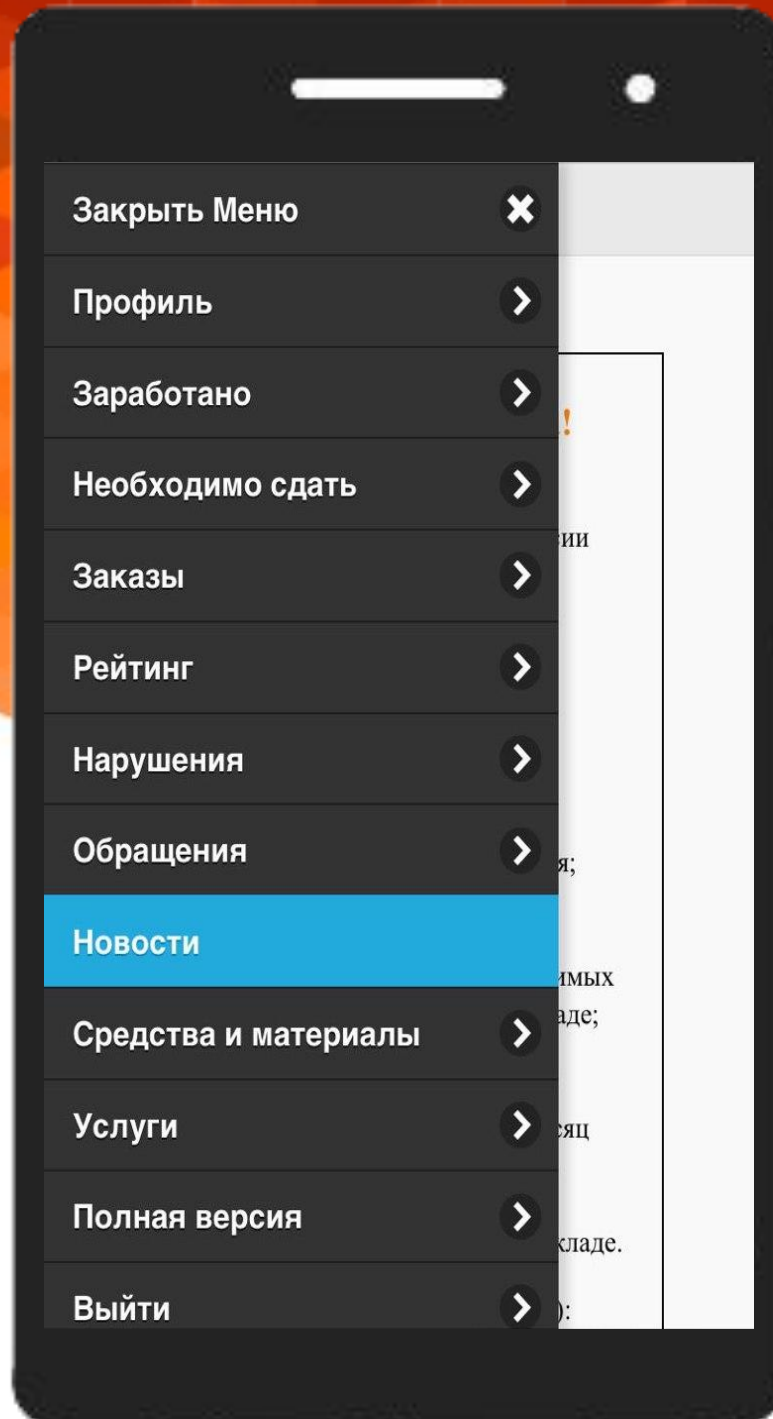 Закрыть Меню
Профиль
Заработано
!
Необходимо сдать
Заказы
Рейтинг
Нарушения
Обращения
я;
Новости
Средства и материалы
Услуги
Полная версия
Выйти
):